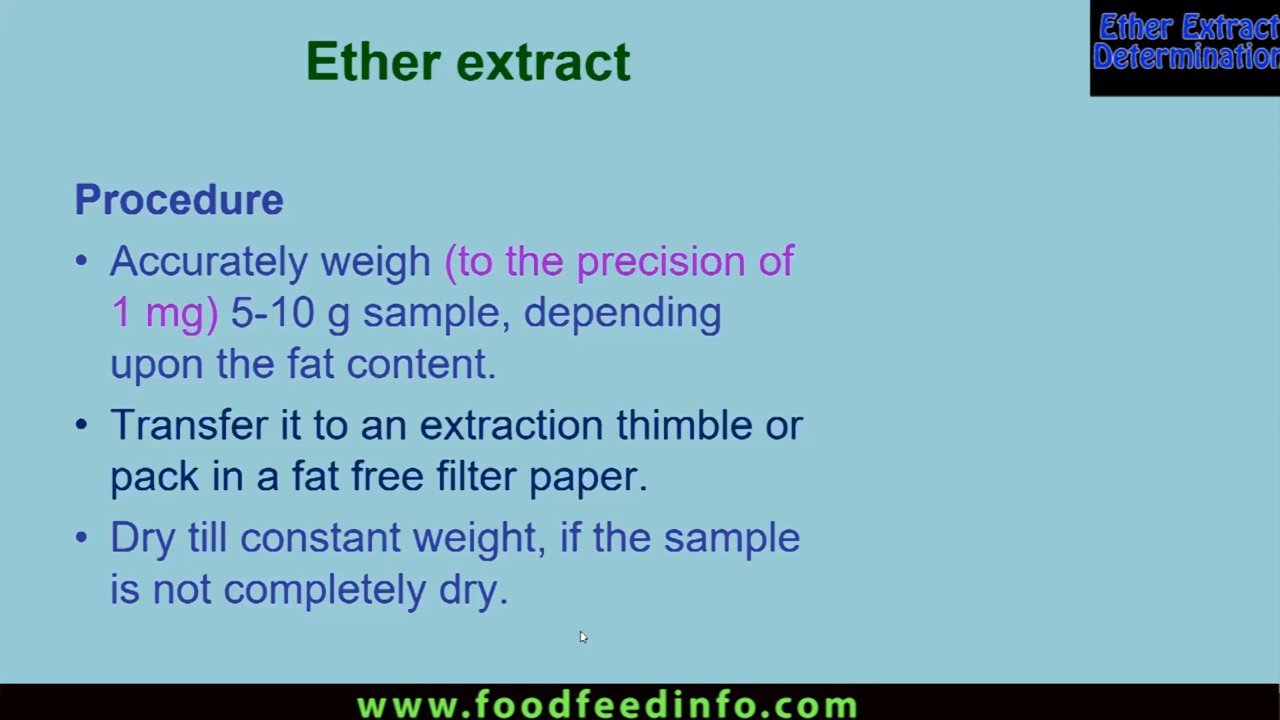 Ether extract
Ether Extract
Determination
Procedure
• Accurately weigh (to the precision of
1 mg) 5-10 g sample, depending
upon the fat content.
• Transfer it to an extraction thimble or
pack in a fat free filter paper.
• Dry till constant weight, if the sample
is not completely dry.
www.foodfeedinfo.com